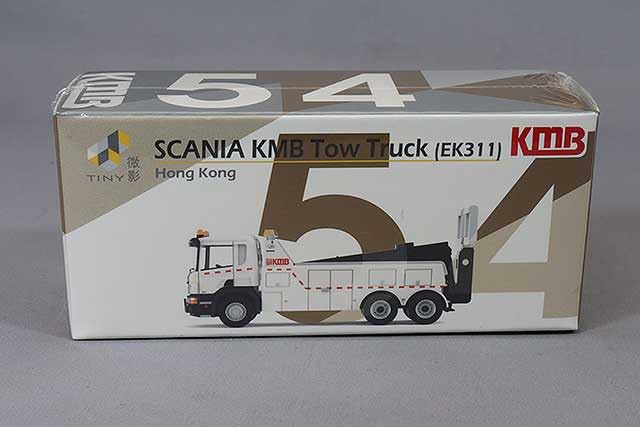 KMB 54
SCANIA KMB Tow Truck (EK311) KMB
TINY 微影
Hong Kong
54
KMB